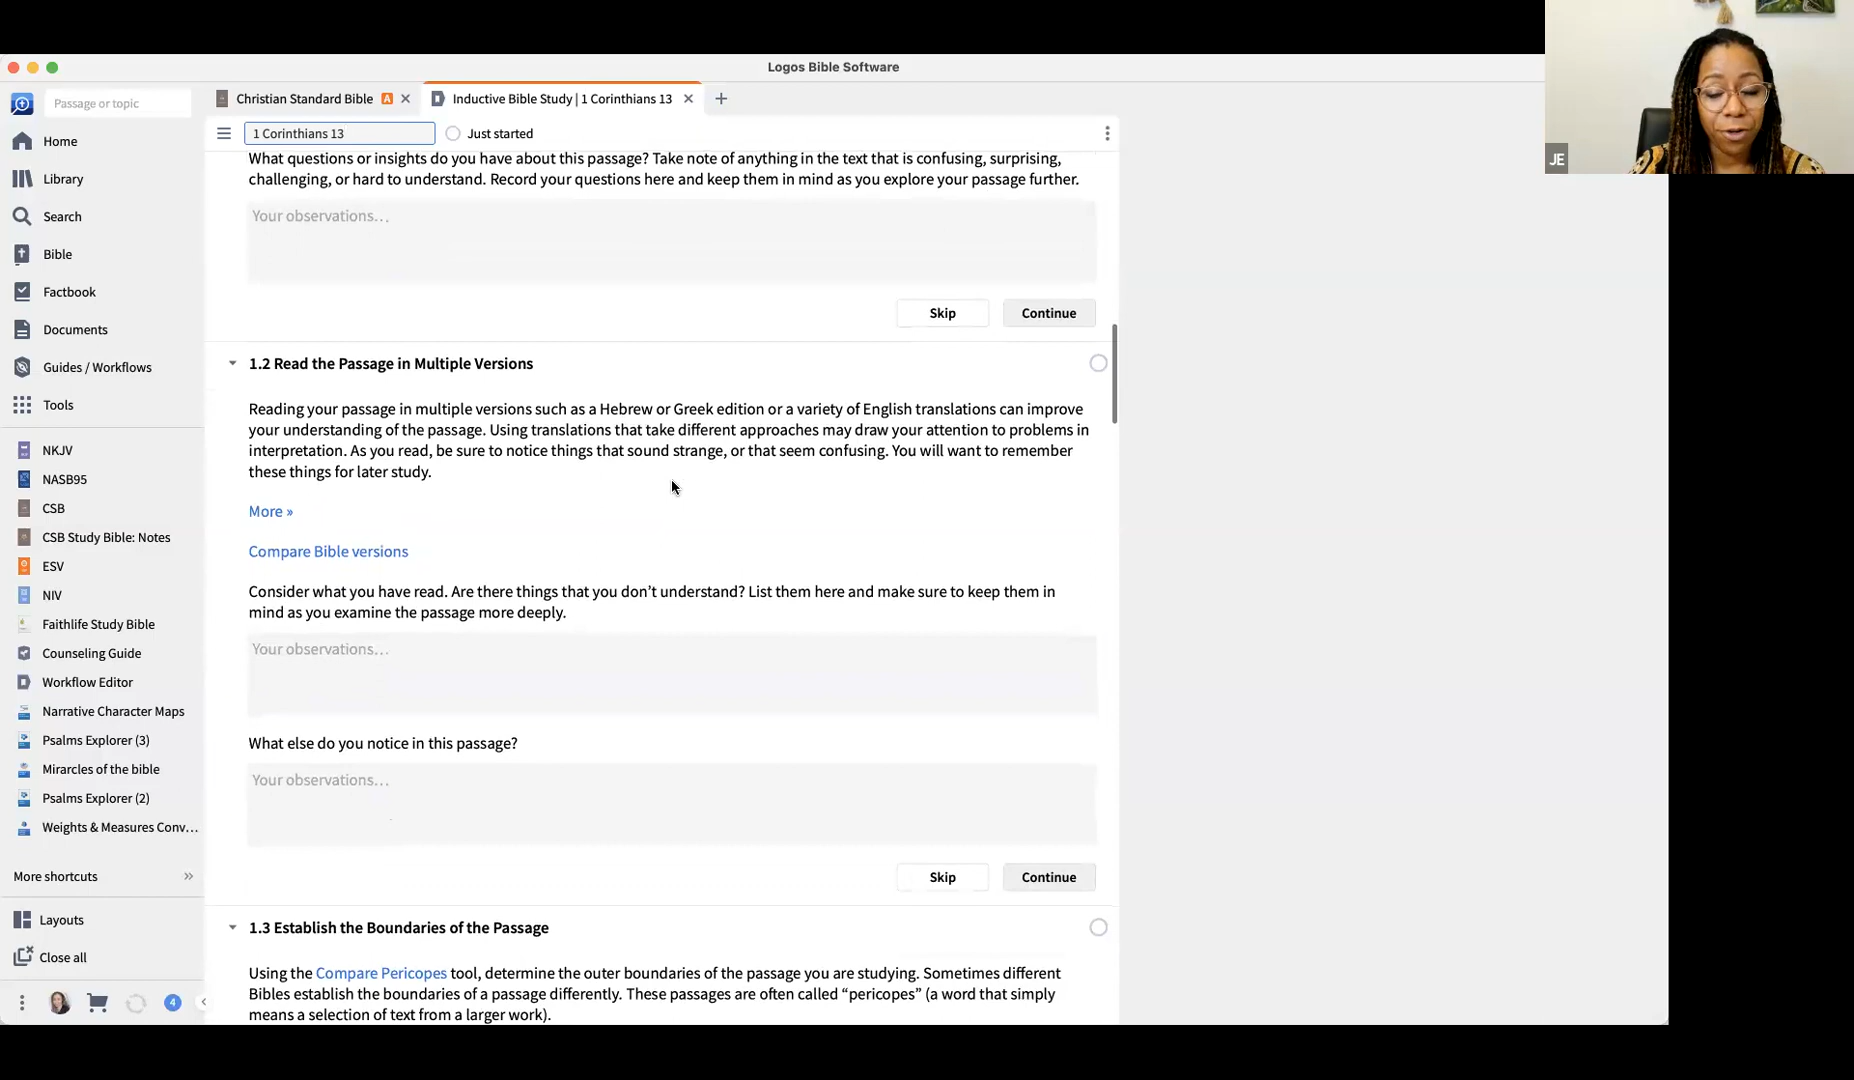 Logos Bible Software
Passage or topic
Christian Standard Bible A
Inductive Bible Study | 1 Corinthians 13
JE
Home
Library
Search
Bible
Factbook
Documents
Guides / Workflows
Tools
NKJV
NASB95
CSB
CSB Study Bible: Notes
ESV
NIV
Faithlife Study Bible
Counseling Guide
Workflow Editor
Narrative Character Maps
Psalms Explorer (3)
Mirarcles of the bible
Psalms Explorer (2)
Weights & Measures Conv...
More shortcuts
Layouts
Close all
4
1 Corinthians 13
Just started
What questions or insights do you have about this passage? Take note of anything in the text that is confusing, surprising,
challenging, or hard to understand. Record your questions here and keep them in mind as you explore your passage further.
Your observations...
Skip
Continue
1.2 Read the Passage in Multiple Versions
Reading your passage in multiple versions such as a Hebrew or Greek edition or a variety of English translations can improve
your understanding of the passage. Using translations that take different approaches may draw your attention to problems in
interpretation. As you read, be sure to notice things that sound strange, or that seem confusing. You will want to remember
these things for later study.
More »
Compare Bible versions
Consider what you have read. Are there things that you don't understand? List them here and make sure to keep them in
mind as you examine the passage more deeply.
Your observations...
What else do you notice in this passage?
Your observations...
Skip
Continue
1.3 Establish the Boundaries of the Passage
Using the Compare Pericopes tool, determine the outer boundaries of the passage you are studying. Sometimes different
Bibles establish the boundaries of a passage differently. These passages are often called “pericopes” (a word that simply
means a selection of text from a larger work).